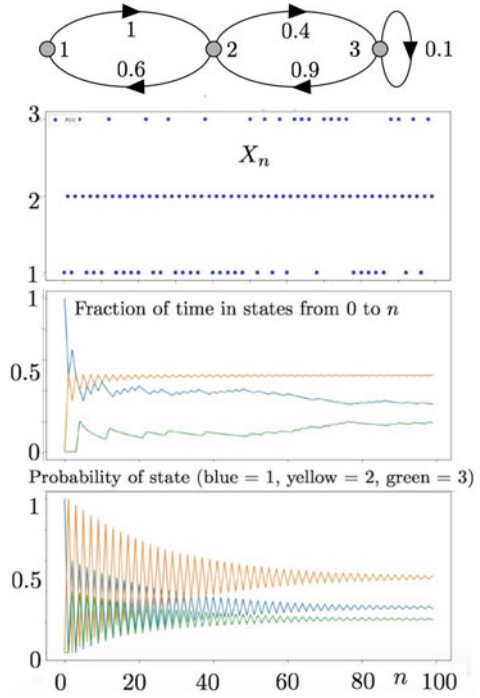 1 1 2 0.4 3 0.1
0.6 0.9
3
X_n
2
1
1
Fraction of time in states from 0 to n
0.5
0
Probability of state (blue = 1, yellow = 2, green = 3)
1
0.5
0
0 20 40 60 80 n 100